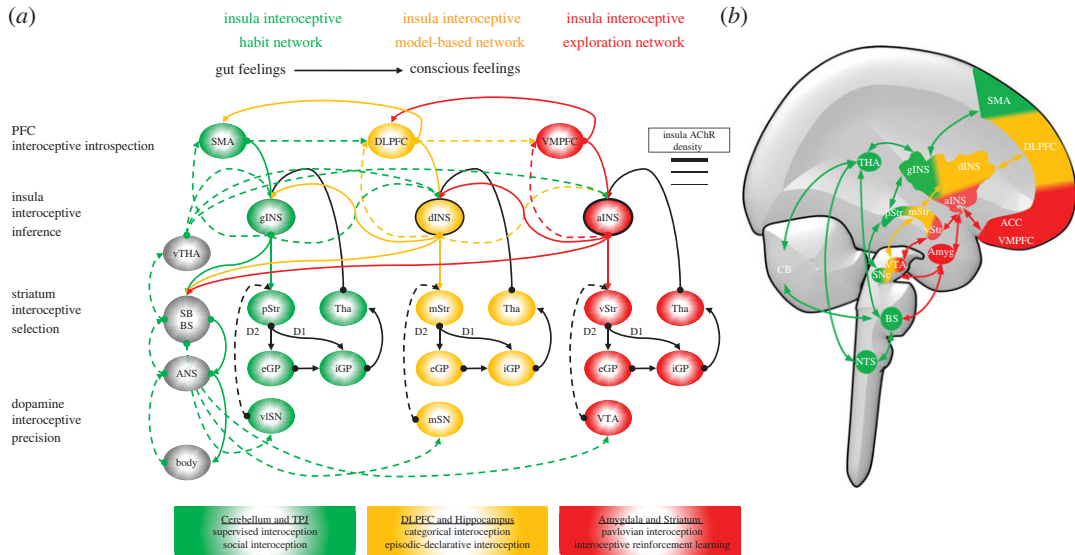 (a)
insula interoceptive
habit network
insula interoceptive
model-based network
insula interoceptive
exploration network
gut feelings
conscious feelings
PFC
interoceptive introspection
SMA
DLPFC
VMPFC
insula AChR
density
insula
interoceptive
inference
gINS
dINS
aINS
vTHA
striatum
interoceptive
selection
SB
BS
pStr
Tha
mStr
Tha
vStr
Tha
D2
D1
D2
D1
D2
D1
ANS
eGP
iGP
eGP
iGP
eGP
iGP
dopamine
interoceptive
precision
vlSN
mSN
VTA
body
Cerebellum and TPJ
supervised interoception
social interoception
DLPFC and Hippocampus
categorical interoception
episodic-declarative interoception
Amygdala and Striatum
pavlovian interoception
interoceptive reinforcement learning
(b)
SMA
DLPFC
THA
gINS
dINS
aINS
pStr
mStr
vStr
ACC
VMPFC
Amyg
VTA
SNc
CB
BS
NTS